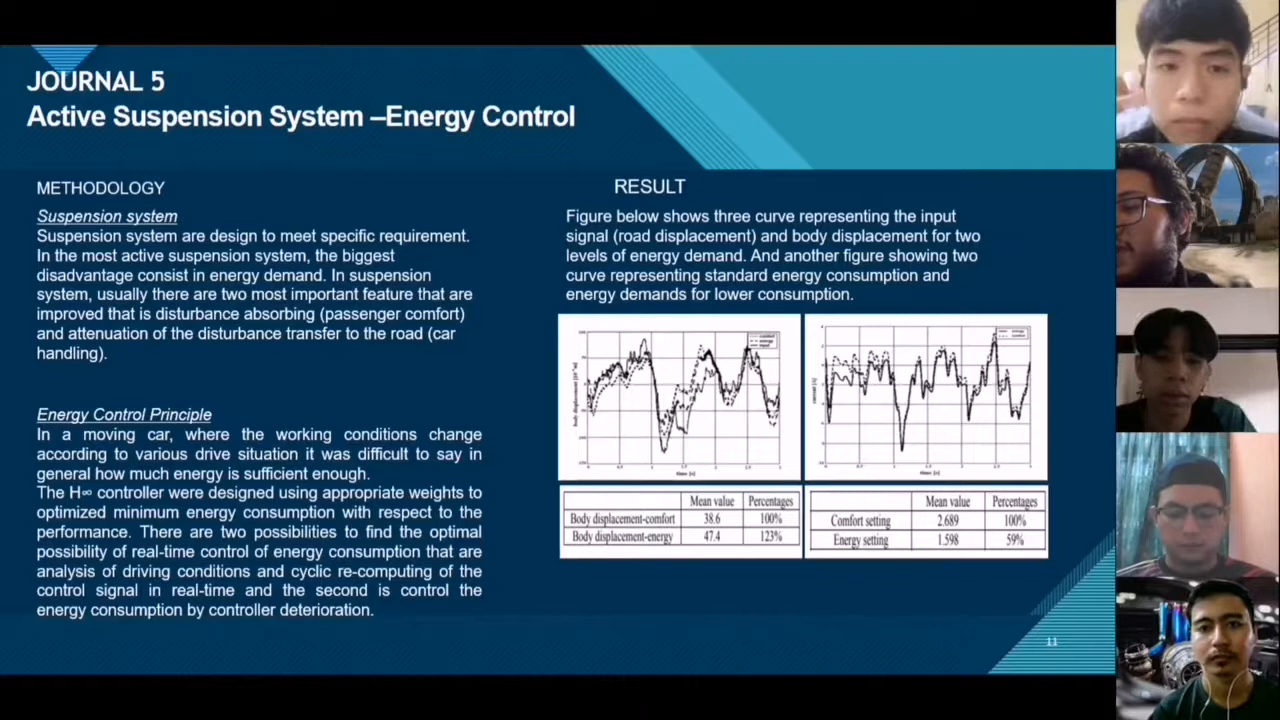 JOURNAL 5
Active Suspension System –Energy Control
METHODOLOGY
Suspension system
Suspension system are design to meet specific requirement.
In the most active suspension system, the biggest
disadvantage consist in energy demand. In suspension
system, usually there are two most important feature that are
improved that is disturbance absorbing (passenger comfort)
and attenuation of the disturbance transfer to the road (car
handling).
Energy Control Principle
In a moving car, where the working conditions change
according to various drive situation it was difficult to say in
general how much energy is sufficient enough.
The H∞ controller were designed using appropriate weights to
optimized minimum energy consumption with respect to the
performance. There are two possibilities to find the optimal
possibility of real-time control of energy consumption that are
analysis of driving conditions and cyclic re-computing of the
control signal in real-time and the second is control the
energy consumption by controller deterioration.
RESULT
Figure below shows three curve representing the input
signal (road displacement) and body displacement for two
levels of energy demand. And another figure showing two
curve representing standard energy consumption and
energy demands for lower consumption.
time [s]
time [s]
Mean value Percentages
Body displacement-comfort 38.6 100%
Body displacement-energy 47.4 123%
Mean value Percentages
Comfort setting 2.689 100%
Energy setting 1.598 59%
11